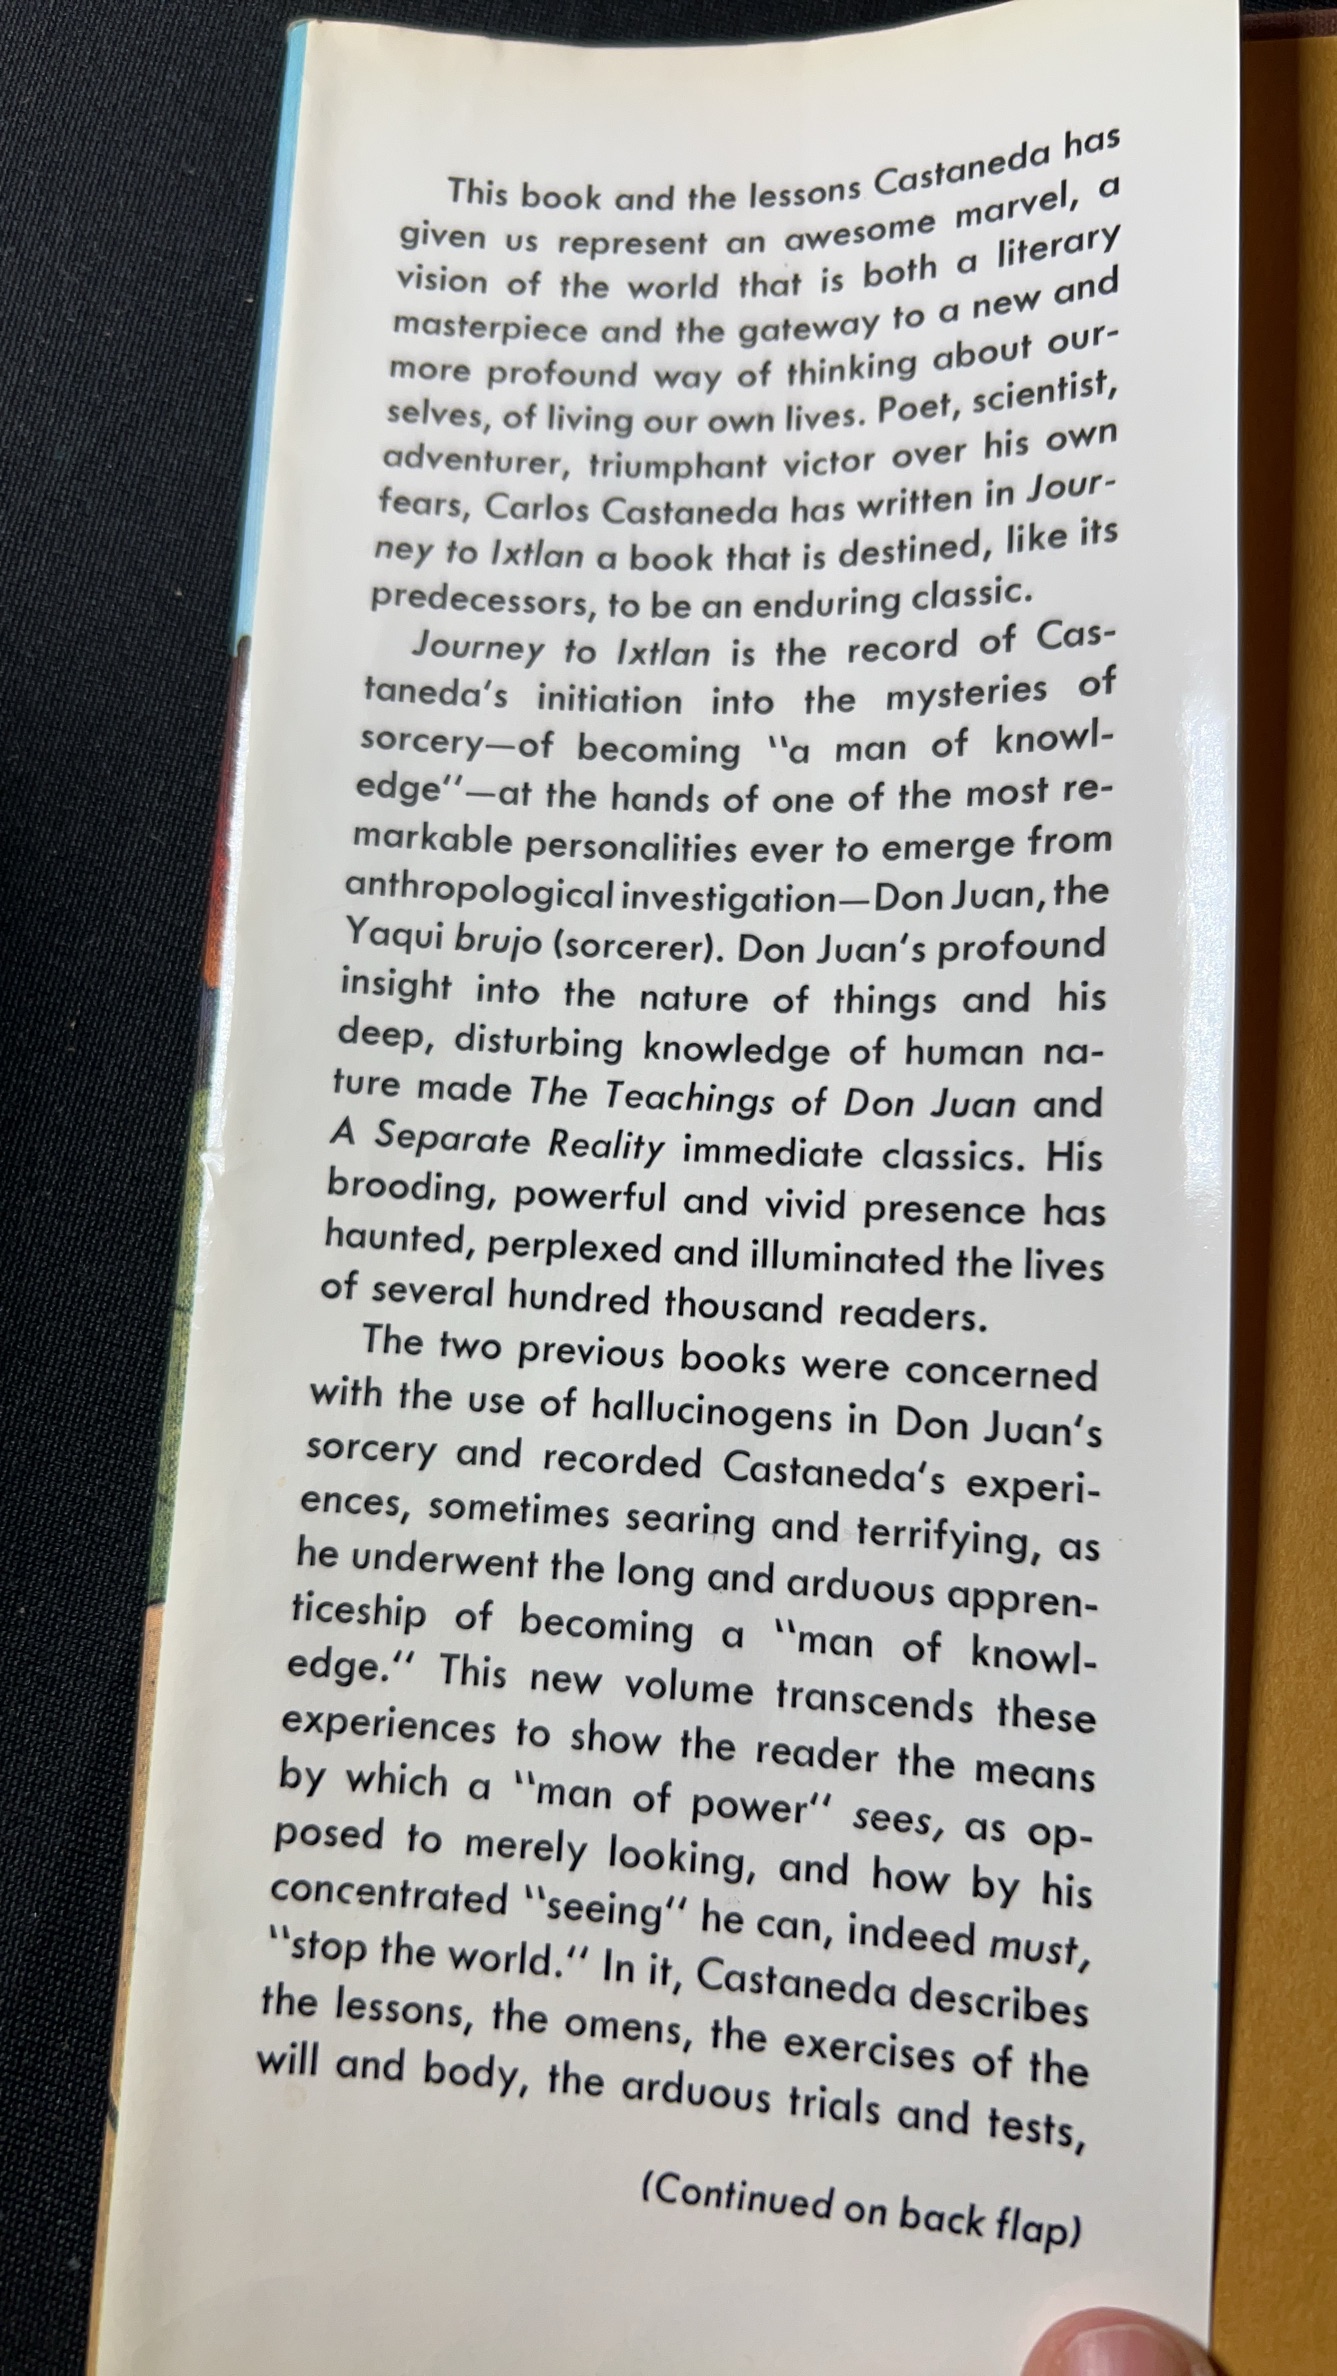 This book and the lessons Castaneda has
given us represent an awesome marvel, a
vision of the world that is both a literary
masterpiece and the gateway to a new and
more profound way of thinking about our-
selves, of living our own lives. Poet, scientist,
adventurer, triumphant victor over his own
fears, Carlos Castaneda has written in Jour-
ney to Ixtlan a book that is destined, like its
predecessors, to be an enduring classic.
Journey to Ixtlan is the record of Cas-
taneda's initiation into the mysteries of
sorcery—of becoming "a man of knowl-
edge"—at the hands of one of the most re-
markable personalities ever to emerge from
anthropological investigation—Don Juan, the
Yaqui brujo (sorcerer). Don Juan's profound
insight into the nature of things and his
deep, disturbing knowledge of human na-
ture made The Teachings of Don Juan and
A Separate Reality immediate classics. His
brooding, powerful and vivid presence has
haunted, perplexed and illuminated the lives
of several hundred thousand readers.
The two previous books were concerned
with the use of hallucinogens in Don Juan's
sorcery and recorded Castaneda's experi-
ences, sometimes searing and terrifying, as
he underwent the long and arduous appren-
ticeship of becoming a "man of knowl-
edge." This new volume transcends these
experiences to show the reader the means
by which a "man of power" sees, as op-
posed to merely looking, and how by his
concentrated "seeing" he can, indeed must,
"stop the world." In it, Castaneda describes
the lessons, the omens, the exercises of the
will and body, the arduous trials and tests,
(Continued on back flap)